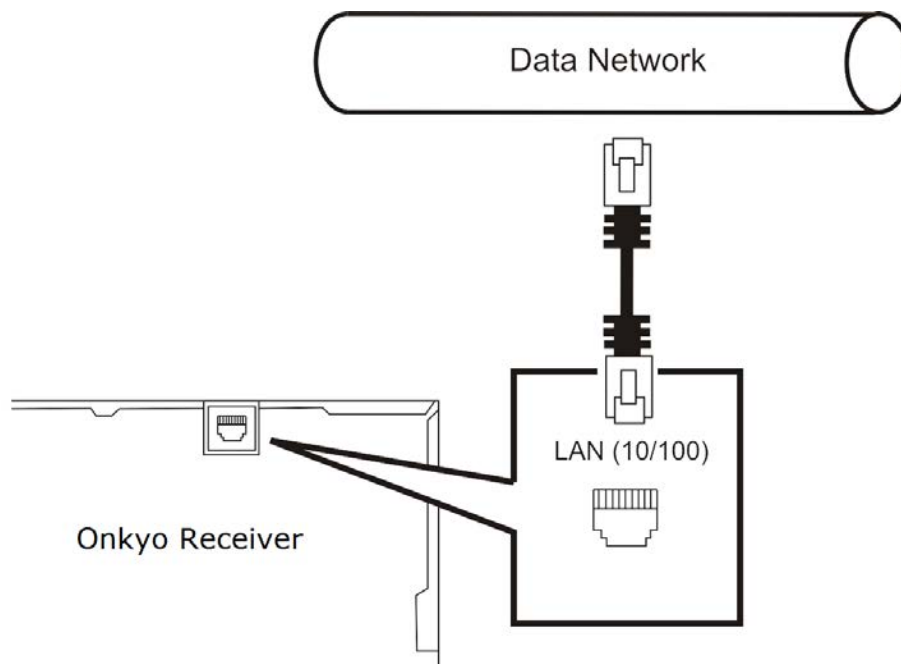 Data Network
LAN (10/100)
Onkyo Receiver